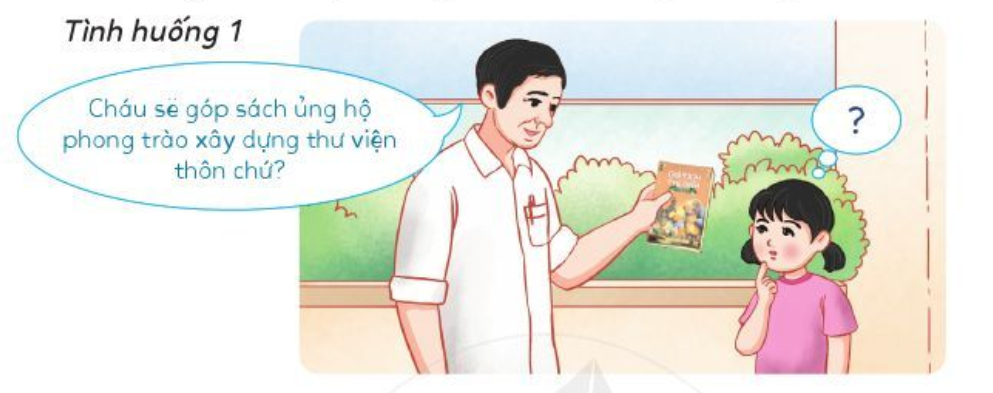 Tình huống 1
Cháu sẽ góp sách ủng hộ
phong trào xây dựng thư viện
thôn chứ?
?